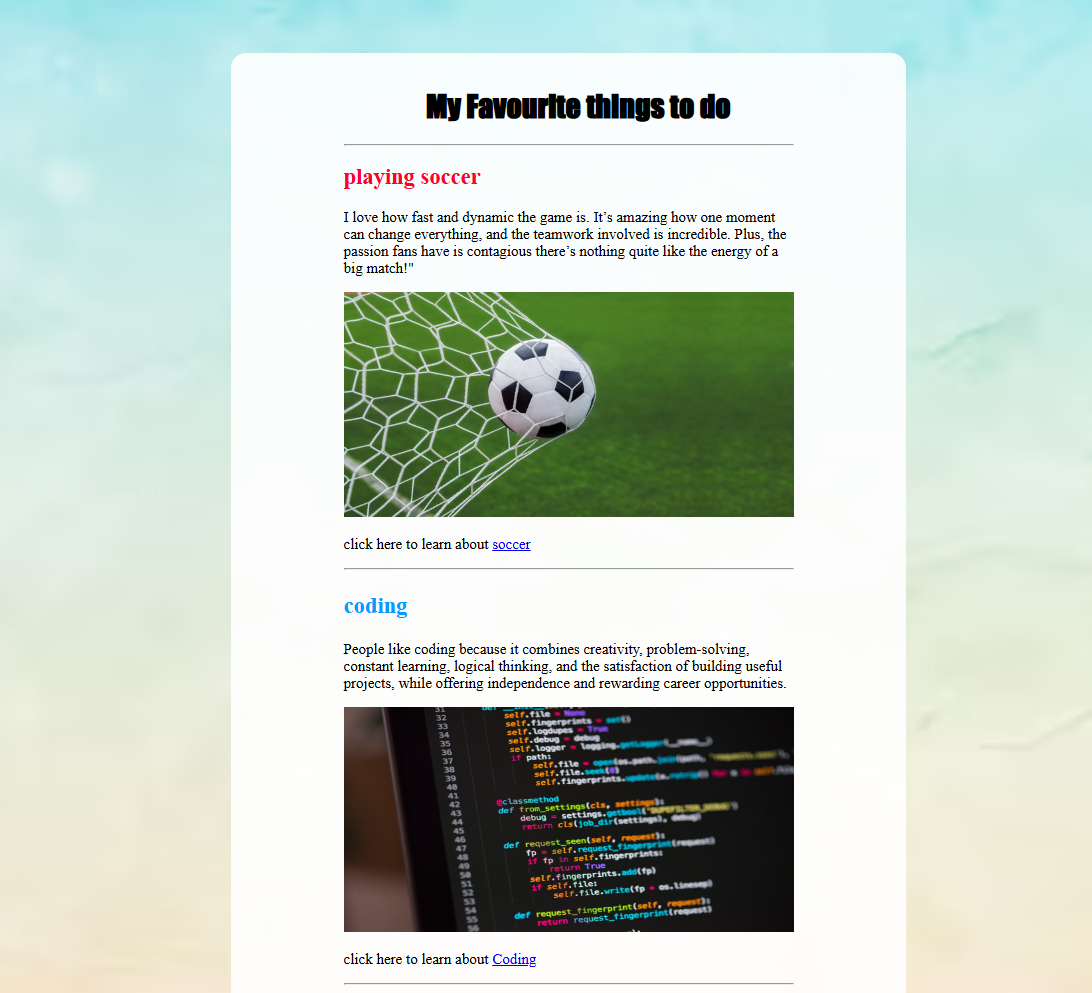 My Favourite things to do
playing soccer
I love how fast and dynamic the game is. It’s amazing how one moment
can change everything, and the teamwork involved is incredible. Plus, the
passion fans have is contagious there’s nothing quite like the energy of a
big match!"
click here to learn about soccer
coding
People like coding because it combines creativity, problem-solving,
constant learning, logical thinking, and the satisfaction of building useful
projects, while offering independence and rewarding career opportunities.
31
32 self.file = None
33 self.fingerprints = set()
34 self.logdupes = True
35 self.debug = debug
36 self.logger = logging.getLogger(__name__)
37 if path:
38 self.file = open(os.path.join(path,
39 self.file.seek(0)
40 self.fingerprints.update(
41
42 @classmethod
43 def from_settings(cls, settings):
44 debug = settings.getbool(
45 return cls(job_dir(settings), debug)
46
47 def request_seen(self, request):
48 fp = self.request_fingerprint(request)
49 if fp in self.fingerprints:
50 return True
51 self.fingerprints.add(fp)
52 if self.file:
53 self.file.write(fp + os.linesep)
54
55 def request_fingerprint(self, request):
56 return request_fingerprint(request)
click here to learn about Coding